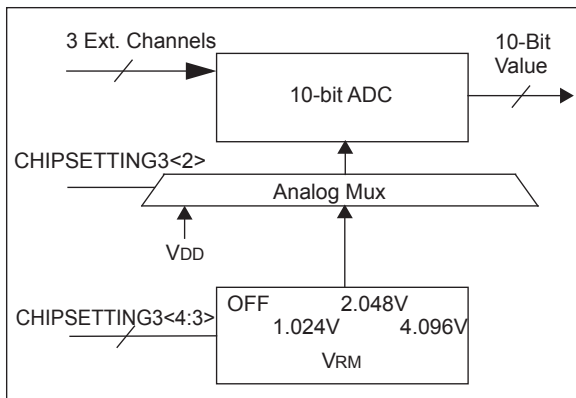 3 Ext. Channels
10-Bit
Value
10-bit ADC
CHIPSETTING3<2>
Analog Mux
VDD
CHIPSETTING3<4:3>
OFF 2.048V
1.024V 4.096V
VRM